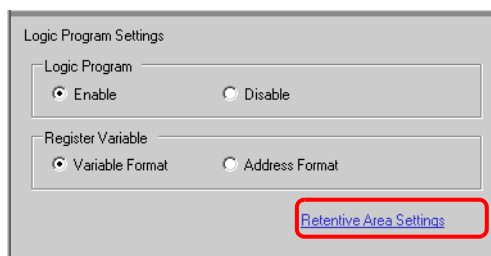 Logic Program Settings
Logic Program
Enable Disable
Register Variable
Variable Format Address Format
Retentive Area Settings